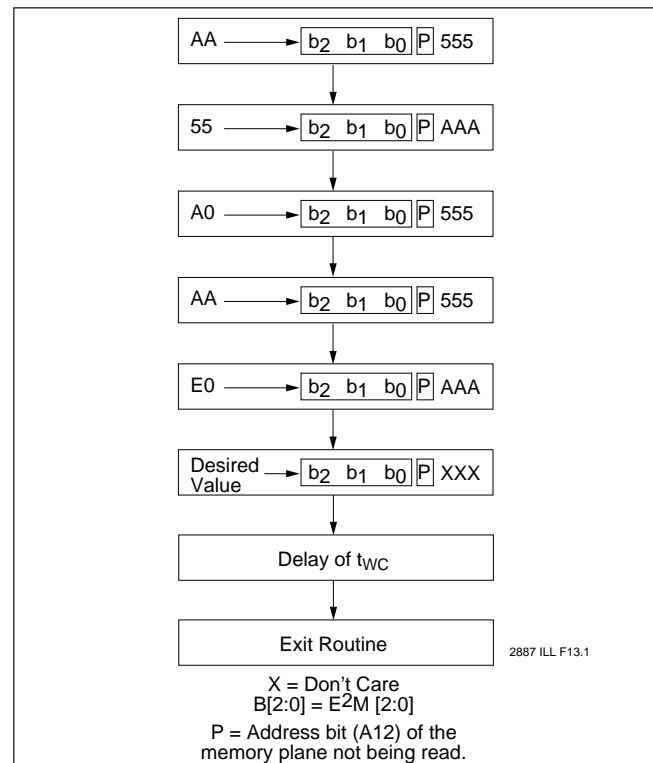 AA b2 b1 b0 P 555
55 b2 b1 b0 P AAA
A0 b2 b1 b0 P 555
AA b2 b1 b0 P 555
E0 b2 b1 b0 P AAA
Desired
Value b2 b1 b0 P XXX
Delay of tWC
Exit Routine
2887 ILL F13.1
X = Don't Care
B[2:0] = E2M [2:0]
P = Address bit (A12) of the
memory plane not being read.